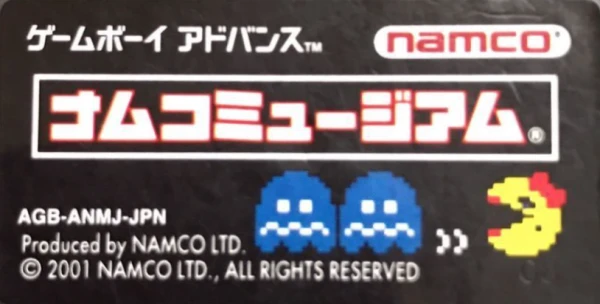 ゲームボーイ アドバンス™
namco®
ナムコミュージアム®
AGB-ANMJ-JPN
Produced by NAMCO LTD.
© 2001 NAMCO LTD., ALL RIGHTS RESERVED